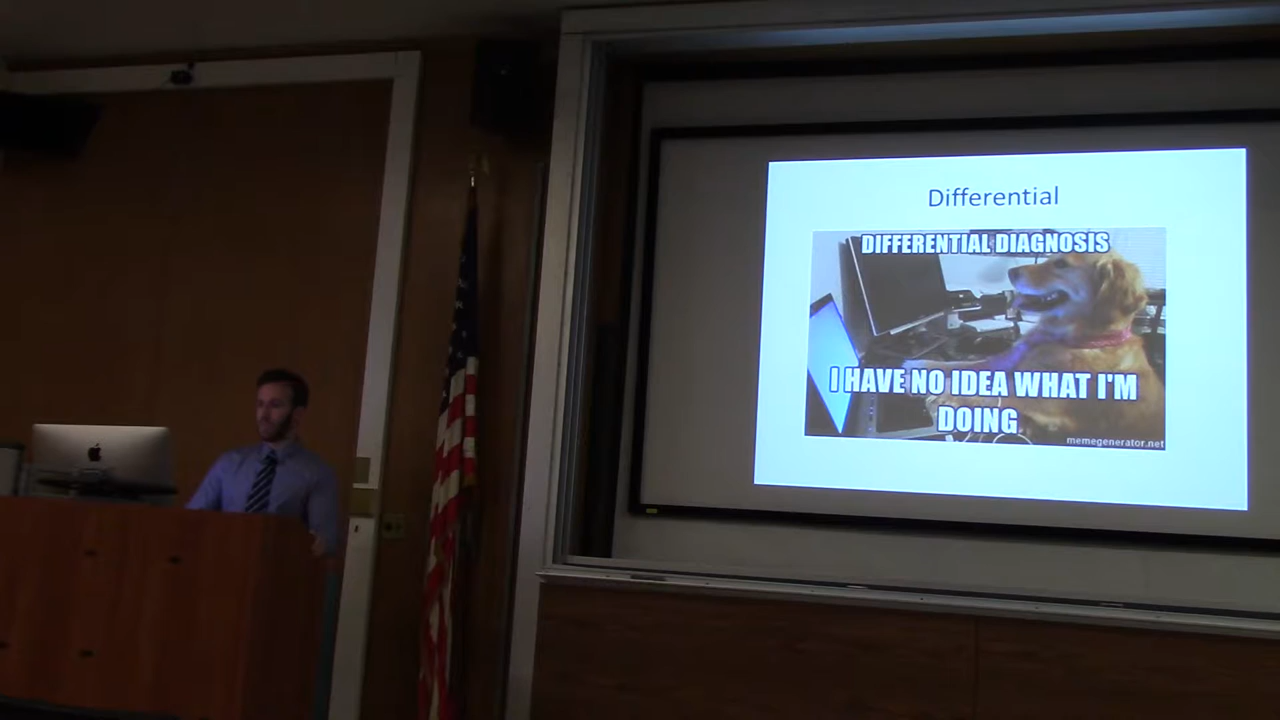 Differential
DIFFERENTIAL DIAGNOSIS
I HAVE NO IDEA WHAT I'M
DOING
memegenerator.net